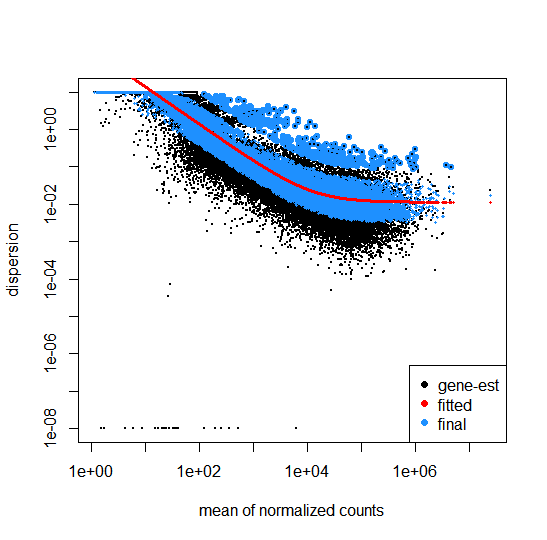 1e+00
1e-02
1e-04
1e-06
1e-08
dispersion
gene-est
fitted
final
1e+00 1e+02 1e+04 1e+06
mean of normalized counts